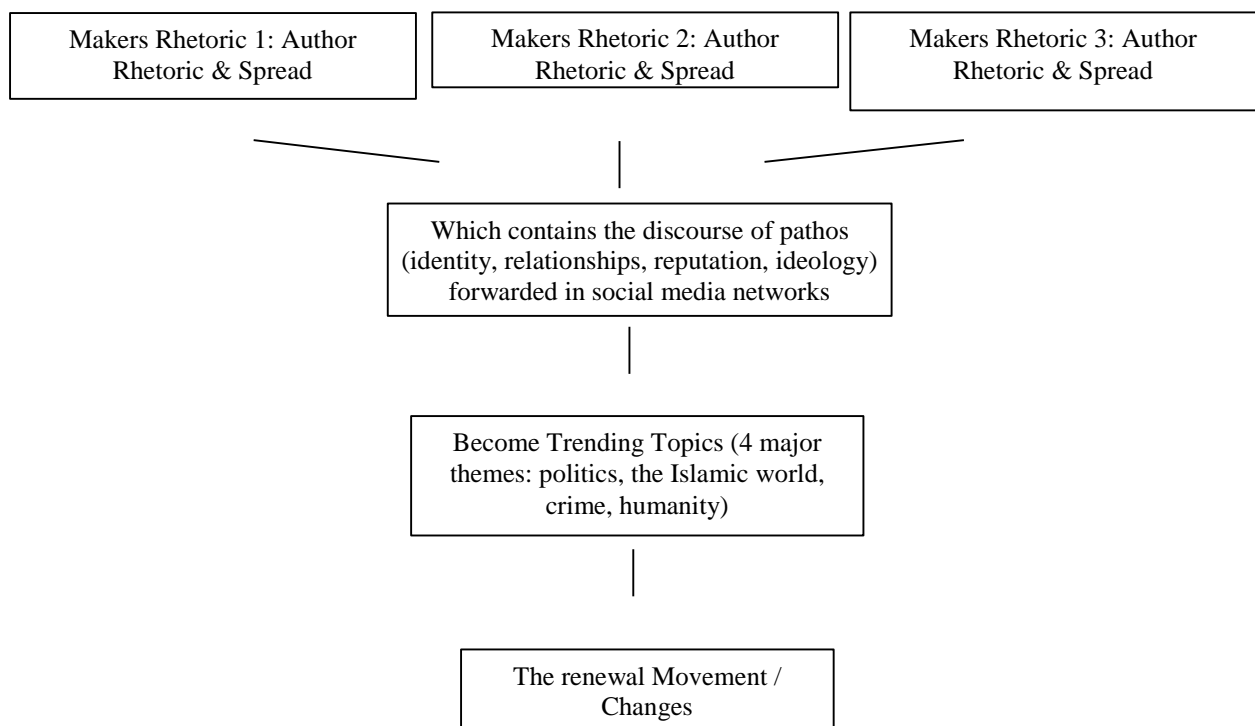 Makers Rhetoric 1: Author
Rhetoric & Spread
Makers Rhetoric 2: Author
Rhetoric & Spread
Makers Rhetoric 3: Author
Rhetoric & Spread
Which contains the discourse of pathos
(identity, relationships, reputation, ideology)
forwarded in social media networks
Become Trending Topics (4 major
themes: politics, the Islamic world,
crime, humanity)
The renewal Movement /
Changes